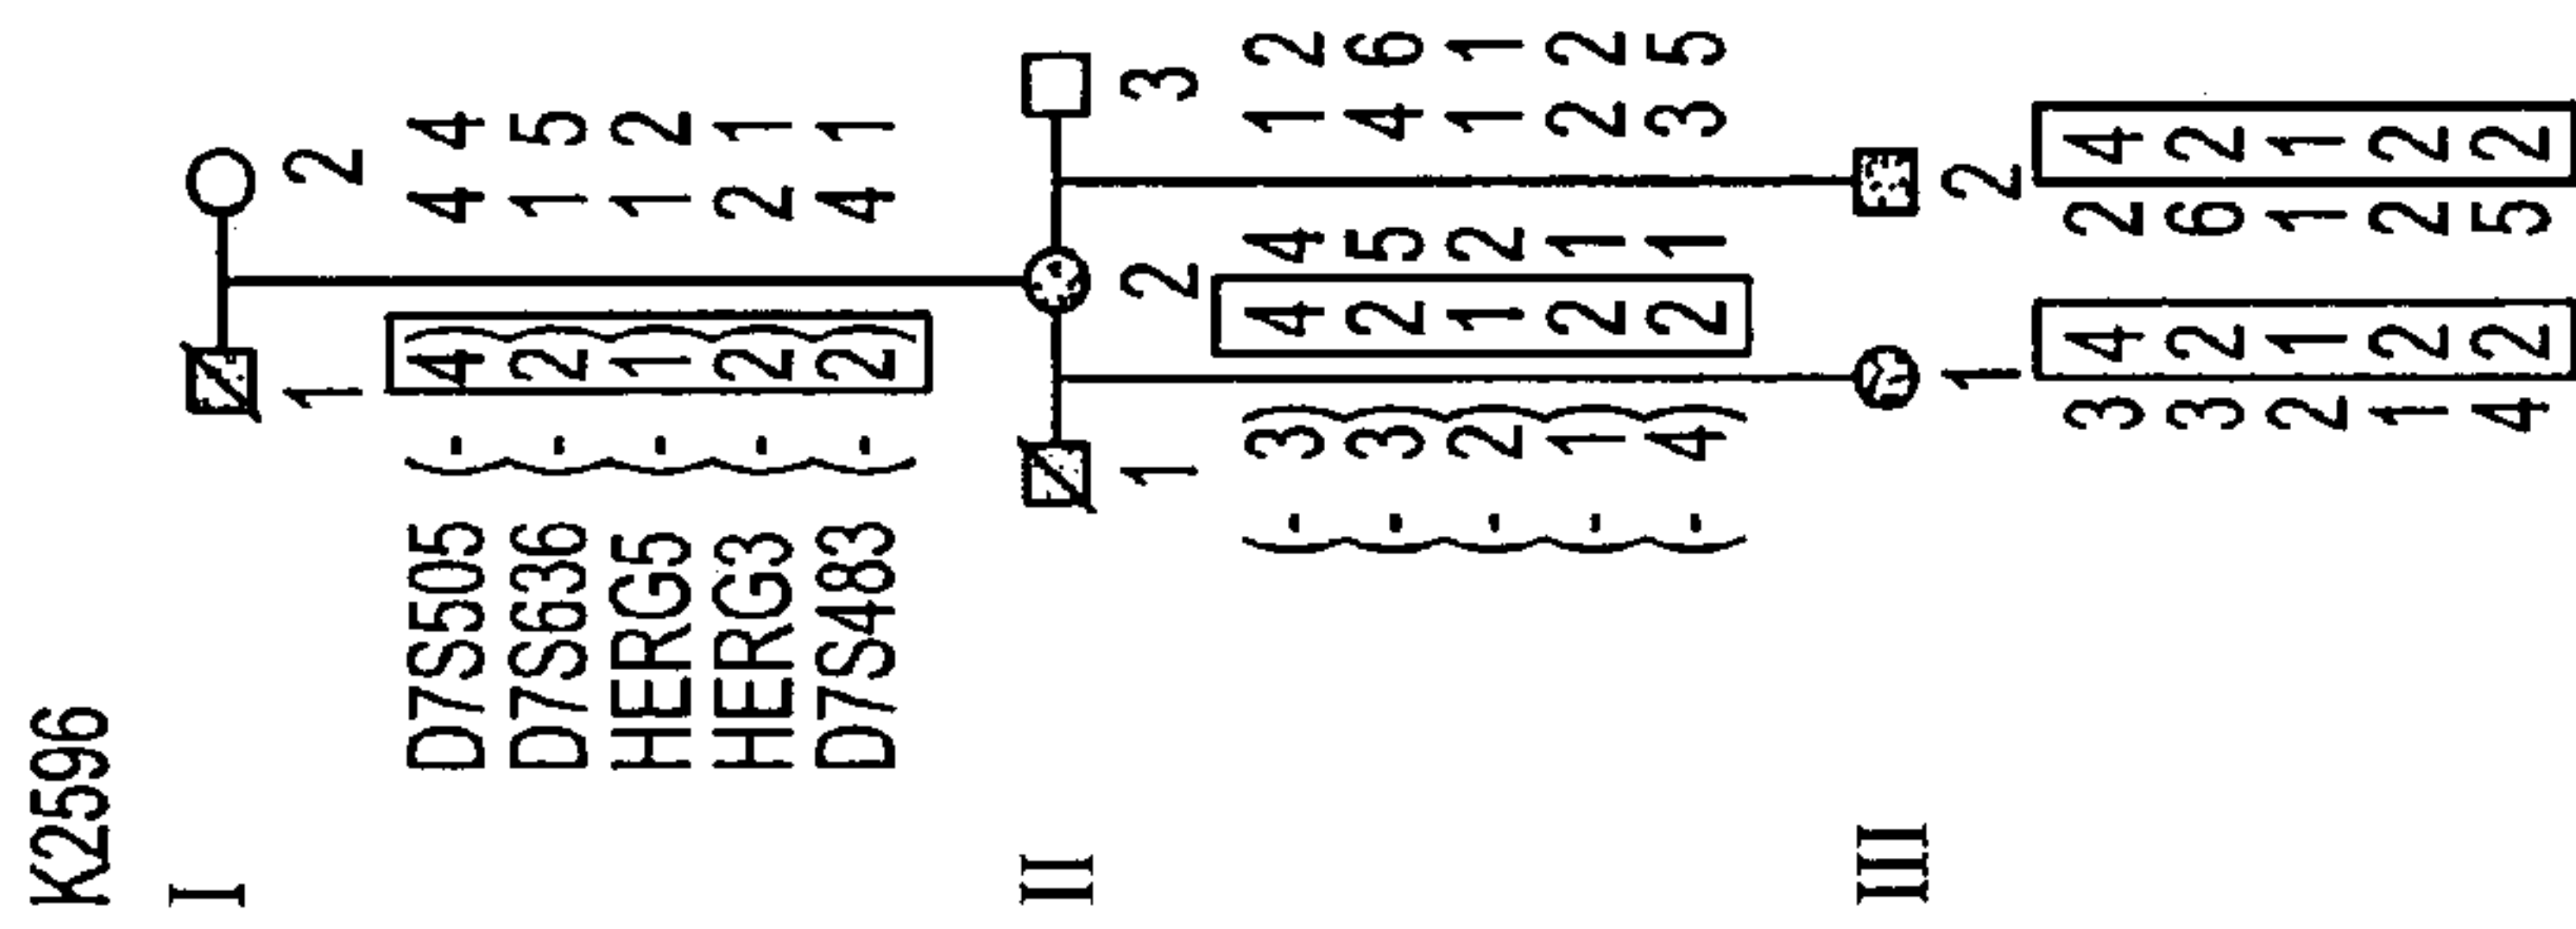 K2596
I
1 2
D7S505 (- 4) 4 4
D7S636 (- 2) 1 5
HERG5 (- 1) 1 2
HERG3 (- 2) 2 1
D7S483 (- 2) 4 1
II
1 2 3
(- 3) 4 4 1 2
(- 3) 2 5 4 6
(- 2) 1 2 1 1
(- 1) 2 1 2 2
(- 4) 2 1 3 5
III
1 2
3 4 2 4
3 2 6 2
2 1 1 1
1 2 2 2
4 2 5 2